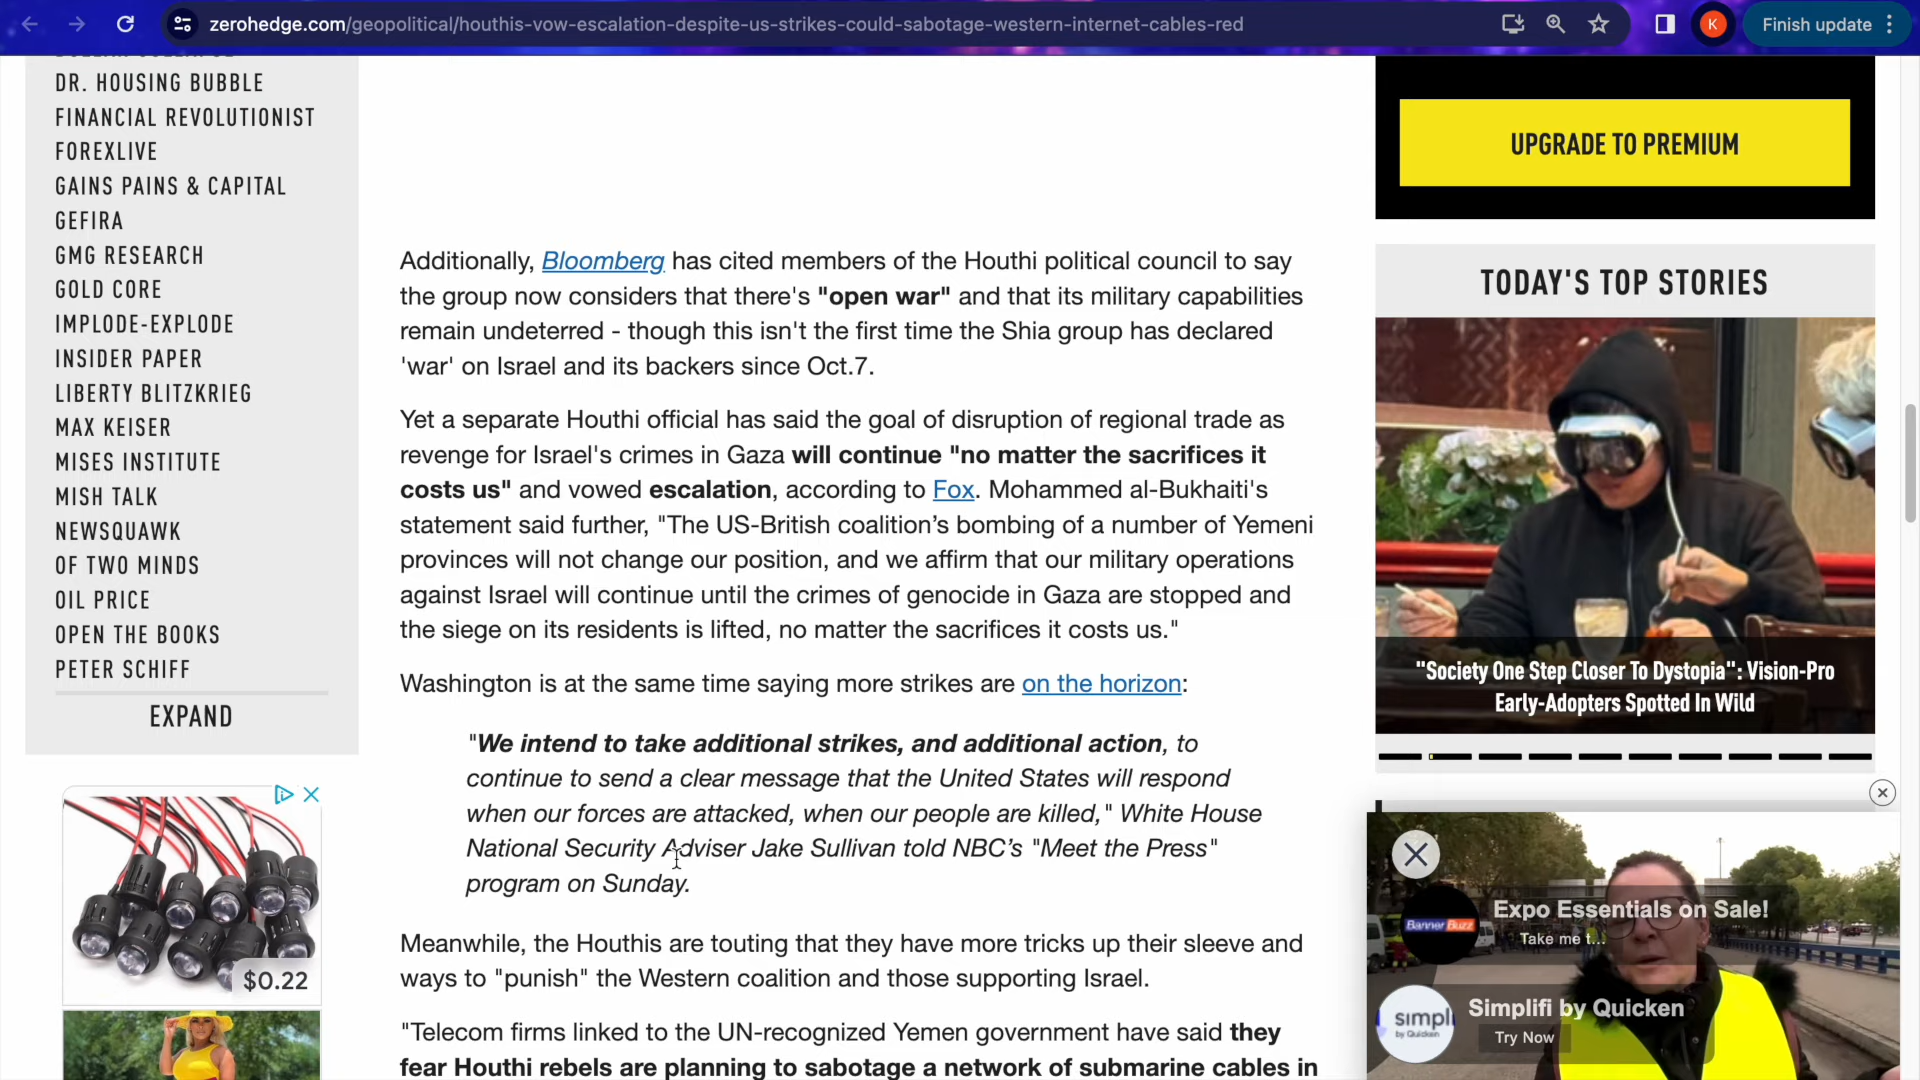 zerohedge.com/geopolitical/houthis-vow-escalation-despite-us-strikes-could-sabotage-western-internet-cables-red
K
Finish update
DR. HOUSING BUBBLE
FINANCIAL REVOLUTIONIST
FOREXLIVE
GAINS PAINS & CAPITAL
GEFIRA
GMG RESEARCH
GOLD CORE
IMPLODE-EXPLODE
INSIDER PAPER
LIBERTY BLITZKRIEG
MAX KEISER
MISES INSTITUTE
MISH TALK
NEWSQUAWK
OF TWO MINDS
OIL PRICE
OPEN THE BOOKS
PETER SCHIFF
EXPAND
$0.22
Additionally, Bloomberg has cited members of the Houthi political council to say
the group now considers that there's "open war" and that its military capabilities
remain undeterred - though this isn't the first time the Shia group has declared
'war' on Israel and its backers since Oct.7.
Yet a separate Houthi official has said the goal of disruption of regional trade as
revenge for Israel's crimes in Gaza will continue "no matter the sacrifices it
costs us" and vowed escalation, according to Fox. Mohammed al-Bukhaiti's
statement said further, "The US-British coalition’s bombing of a number of Yemeni
provinces will not change our position, and we affirm that our military operations
against Israel will continue until the crimes of genocide in Gaza are stopped and
the siege on its residents is lifted, no matter the sacrifices it costs us."
Washington is at the same time saying more strikes are on the horizon:
"We intend to take additional strikes, and additional action, to
continue to send a clear message that the United States will respond
when our forces are attacked, when our people are killed," White House
National Security Adviser Jake Sullivan told NBC’s "Meet the Press"
program on Sunday.
Meanwhile, the Houthis are touting that they have more tricks up their sleeve and
ways to "punish" the Western coalition and those supporting Israel.
"Telecom firms linked to the UN-recognized Yemen government have said they
fear Houthi rebels are planning to sabotage a network of submarine cables in
UPGRADE TO PREMIUM
TODAY'S TOP STORIES
"Society One Step Closer To Dystopia": Vision-Pro
Early-Adopters Spotted In Wild
Banner Buzz
Expo Essentials on Sale!
Take me t...
simpli
by Quicken
Simplifi by Quicken
Try Now